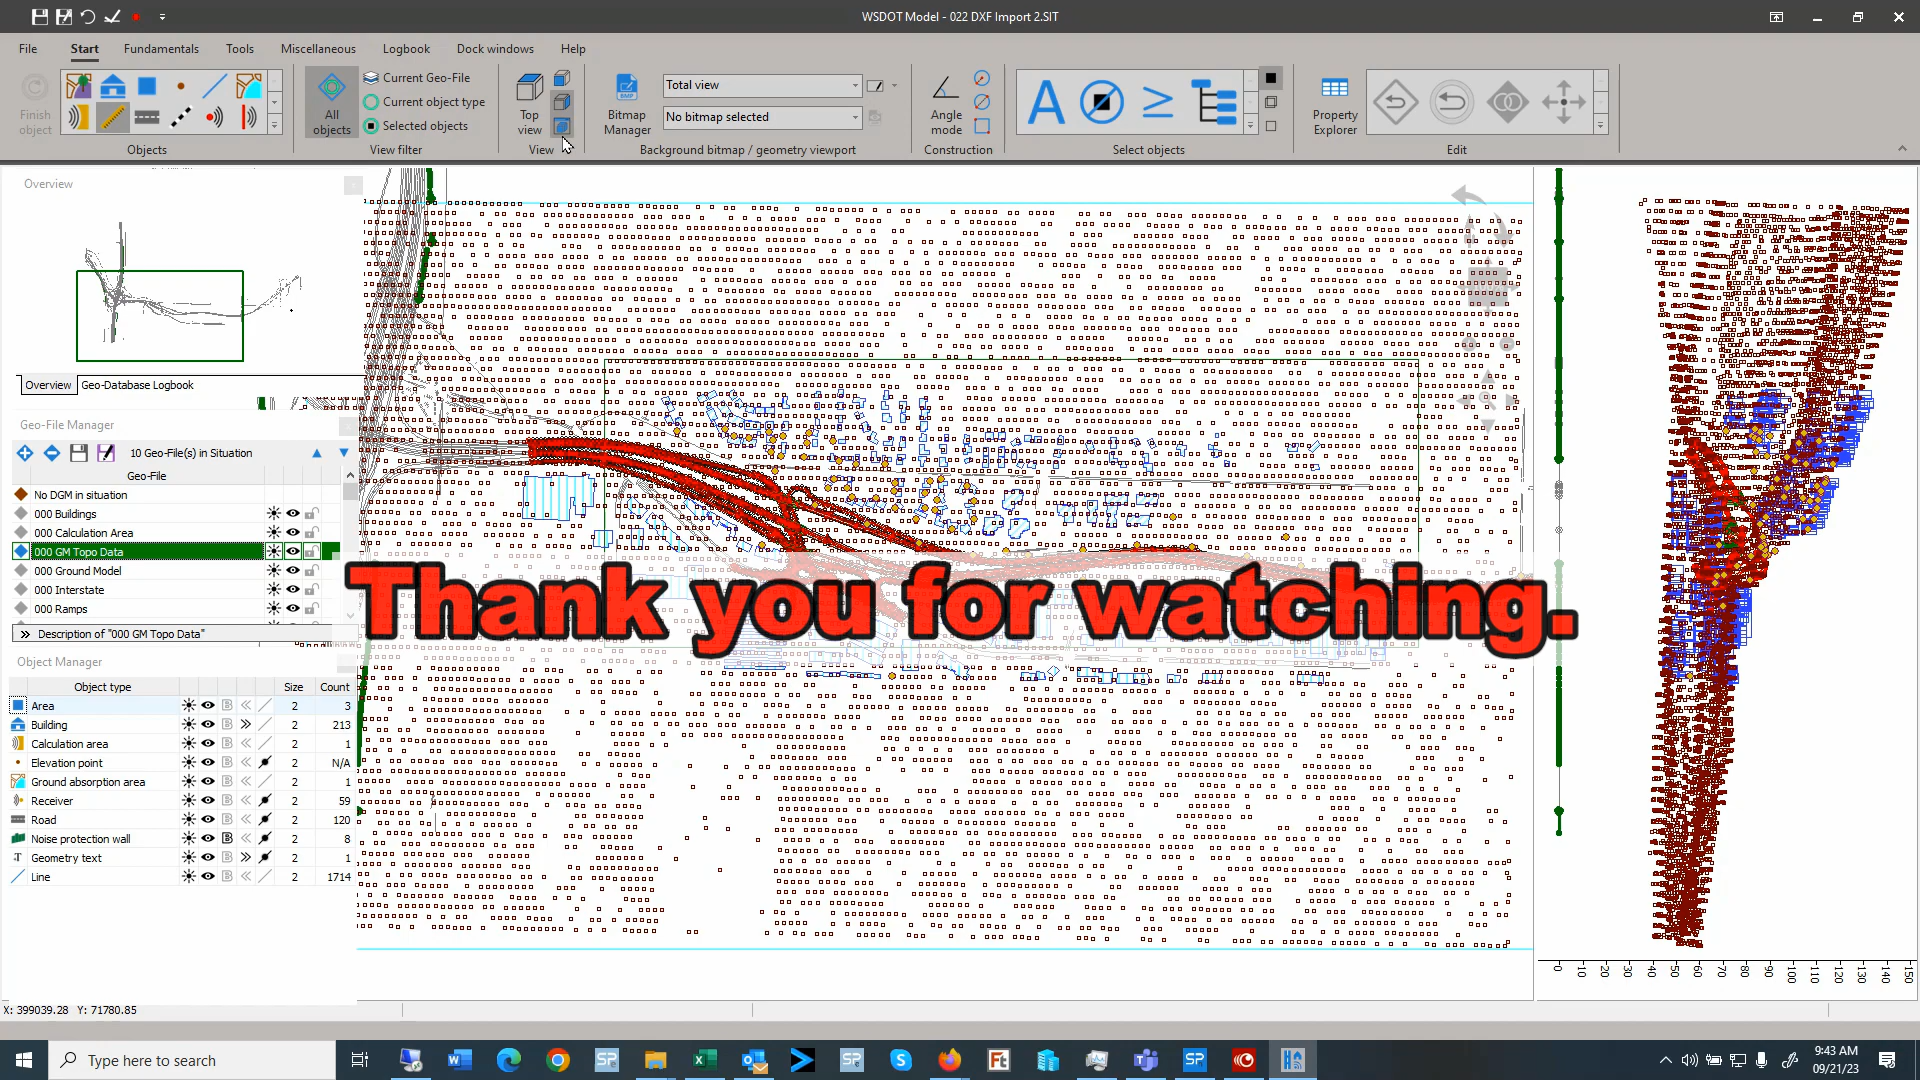 WSDOT Model - 022 DXF Import 2.SIT
File Start Fundamentals Tools Miscellaneous Logbook Dock windows Help
Finish object
All objects
Current Geo-File
Current object type
Selected objects
Top view
BMP
Bitmap Manager
Total view
No bitmap selected
Angle mode
Property Explorer
Objects View filter View Background bitmap / geometry viewport Construction Select objects Edit
Overview
Overview Geo-Database Logbook
Geo-File Manager
10 Geo-File(s) in Situation
Geo-File
No DGM in situation
000 Buildings
000 Calculation Area
000 GM Topo Data
000 Ground Model
000 Interstate
000 Ramps
Description of "000 GM Topo Data"
Thank you for watching.
Object Manager
Object type Size Count
Area 2 3
Building 2 213
Calculation area 2 1
Elevation point 2 N/A
Ground absorption area 2 1
Receiver 2 59
Road 2 120
Noise protection wall 2 8
Geometry text 2 1
Line 2 1714
0 10 20 30 40 50 60 70 80 90 100 110 120 130 140 150
X: 399039.28 Y: 71780.85
Type here to search
9:43 AM
09/21/23